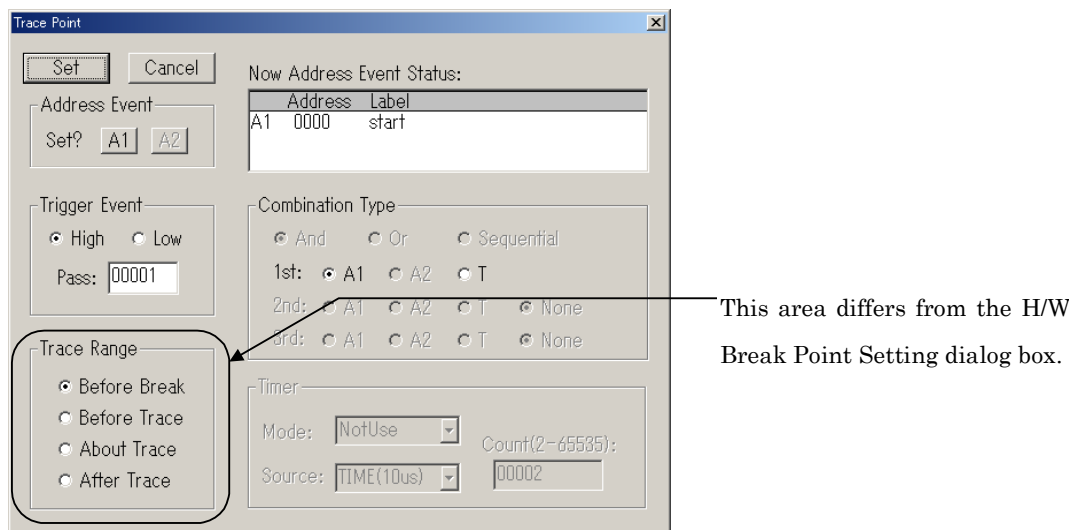 Trace Point
Set Cancel
Now Address Event Status:
Address Label
A1 0000 start
Address Event
Set? A1 A2
Trigger Event
High Low
Pass: 00001
Combination Type
And Or Sequential
1st: A1 A2 T
2nd: A1 A2 T None
3rd: A1 A2 T None
Trace Range
Before Break
Before Trace
About Trace
After Trace
Timer
Mode: NotUse
Count(2-65535):
Source: TIME(10us) 00002
This area differs from the H/W
Break Point Setting dialog box.